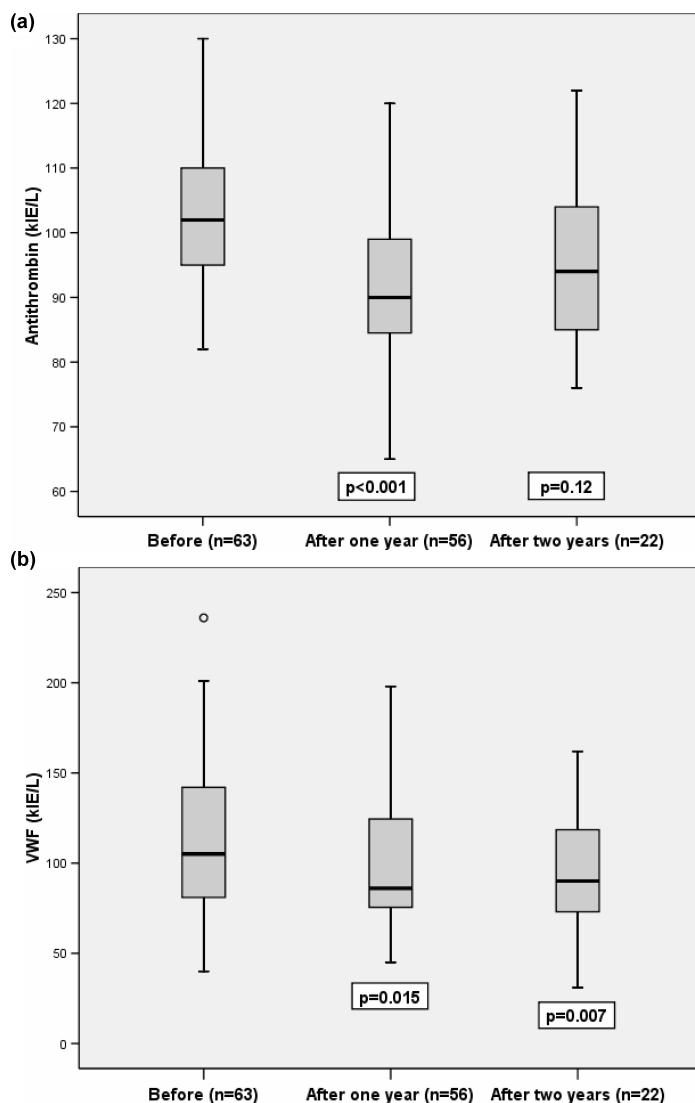 (a)
130
120
110
100
90
80
70
60
Antithrombin (kIE/L)
p<0.001
p=0.12
Before (n=63) After one year (n=56) After two years (n=22)
(b)
250
200
150
100
50
0
VWF (kIE/L)
p=0.015
p=0.007
Before (n=63) After one year (n=56) After two years (n=22)